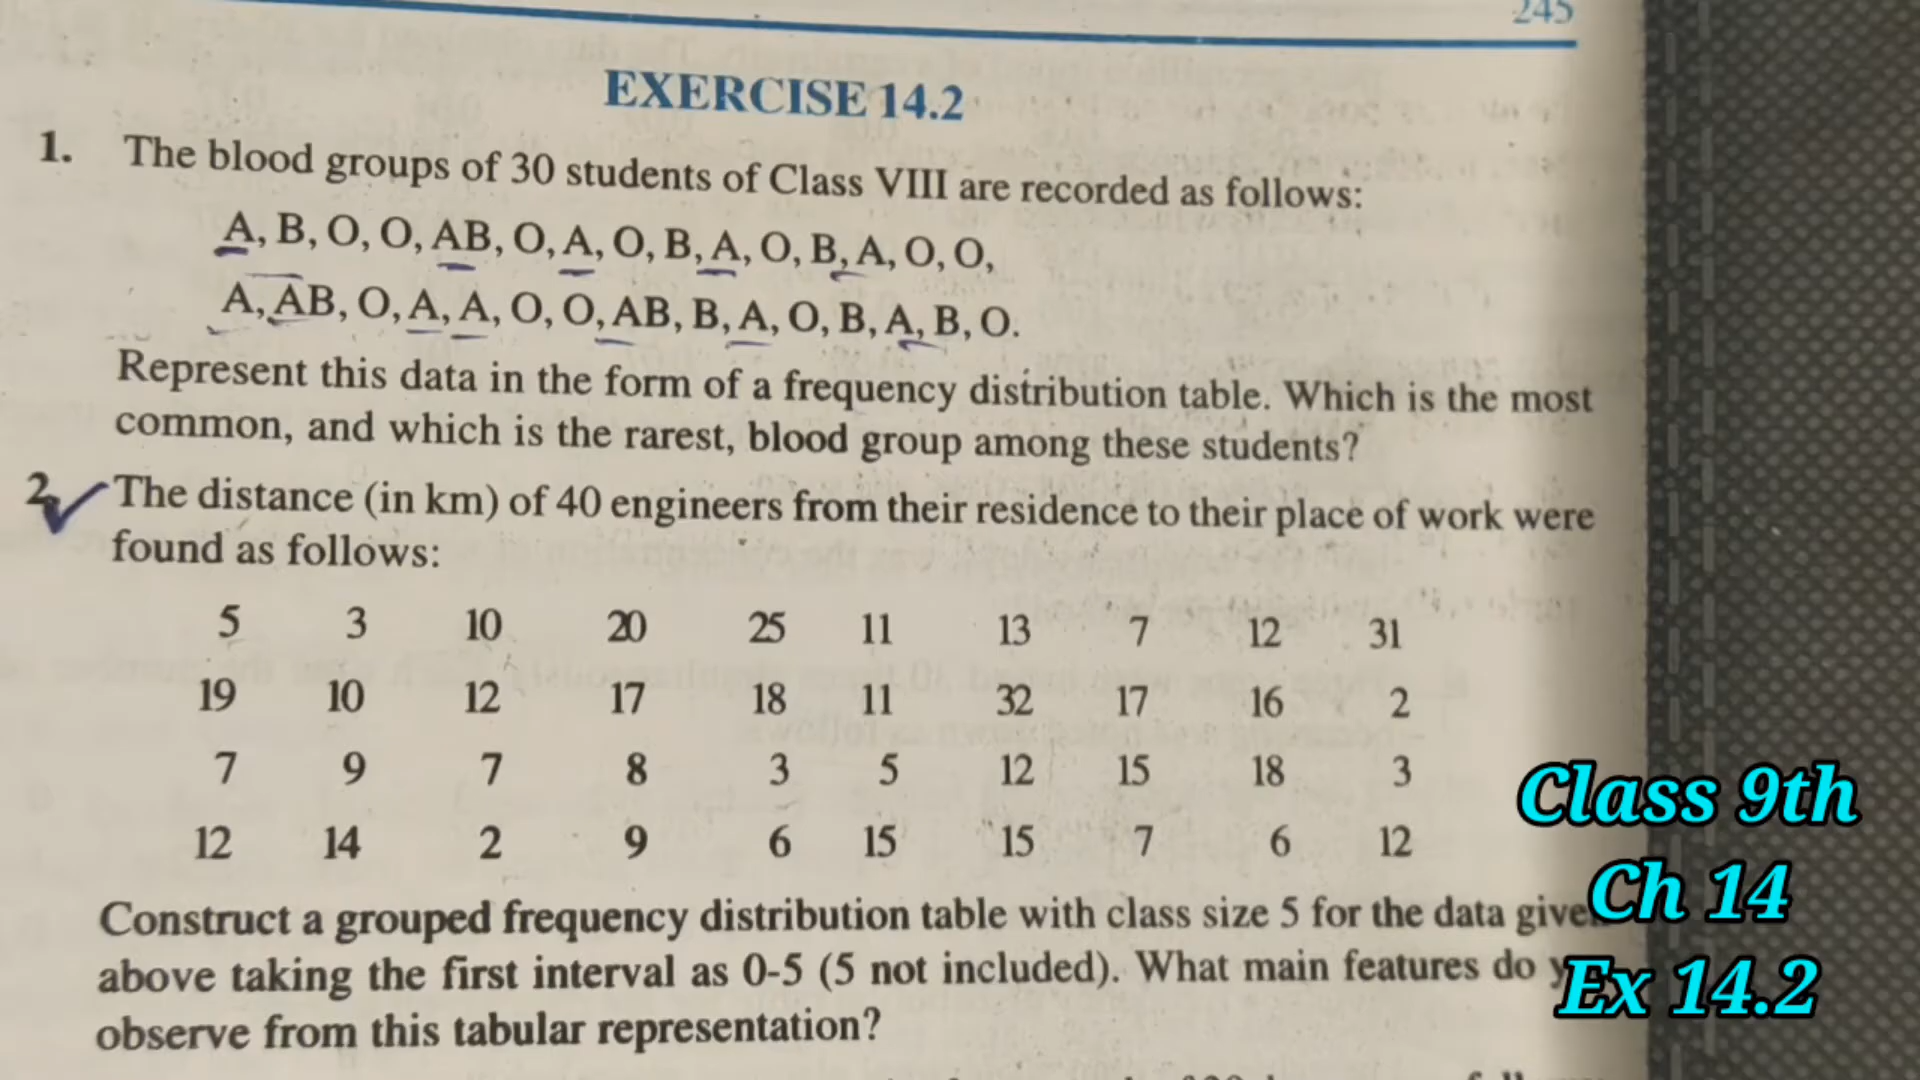 245
EXERCISE 14.2
1. The blood groups of 30 students of Class VIII are recorded as follows:
A, B, O, O, AB, O, A, O, B, A, O, B, A, O, O,
A, AB, O, A, A, O, O, AB, B, A, O, B, A, B, O.
Represent this data in the form of a frequency distribution table. Which is the most
common, and which is the rarest, blood group among these students?
2. The distance (in km) of 40 engineers from their residence to their place of work were
found as follows:
5 3 10 20 25 11 13 7 12 31
19 10 12 17 18 11 32 17 16 2
7 9 7 8 3 5 12 15 18 3
12 14 2 9 6 15 15 7 6 12
Construct a grouped frequency distribution table with class size 5 for the data
above taking the first interval as 0-5 (5 not included). What main features do
observe from this tabular representation?
Class 9th
Ch 14
Ex 14.2